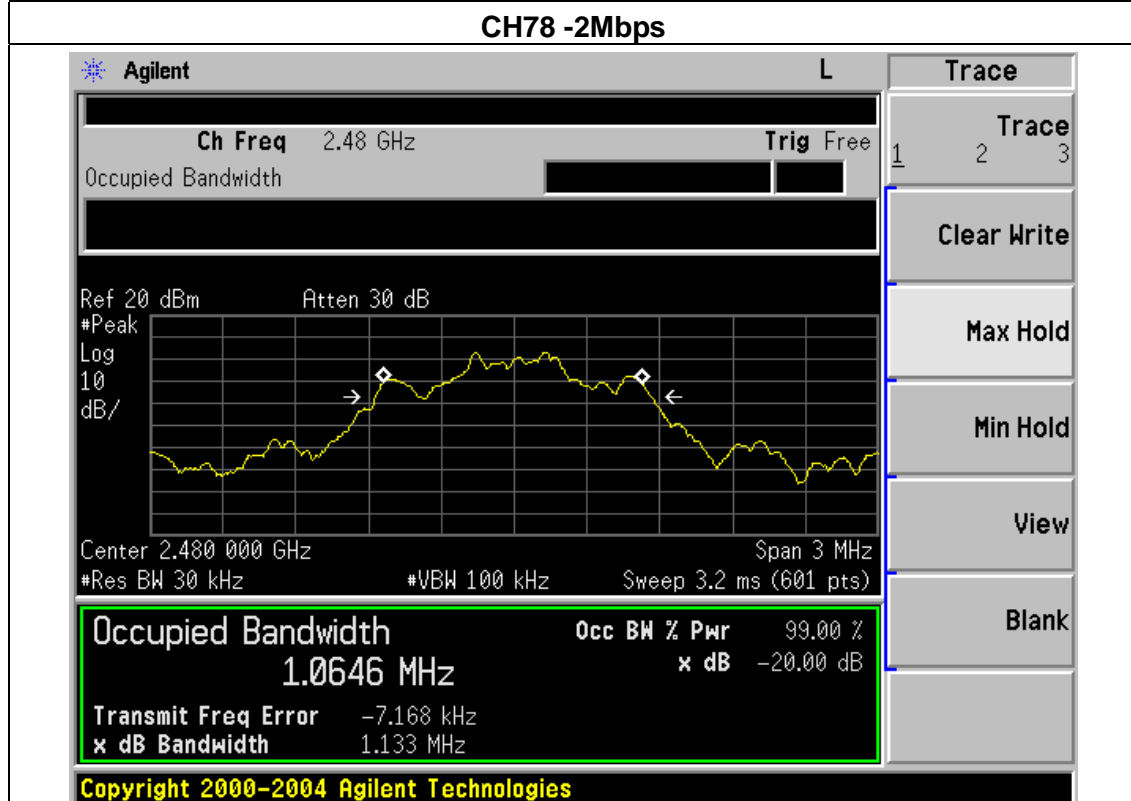 CH78 -2Mbps
Agilent L Trace
Ch Freq 2.48 GHz Trig Free
Occupied Bandwidth
Trace
1 2 3
Clear Write
Max Hold
Min Hold
View
Blank
Ref 20 dBm Atten 30 dB
#Peak
Log
10
dB/
Center 2.480 000 GHz Span 3 MHz
#Res BW 30 kHz #VBW 100 kHz Sweep 3.2 ms (601 pts)
Occupied Bandwidth Occ BW % Pwr 99.00 %
1.0646 MHz x dB -20.00 dB
Transmit Freq Error -7.168 kHz
x dB Bandwidth 1.133 MHz
Copyright 2000-2004 Agilent Technologies